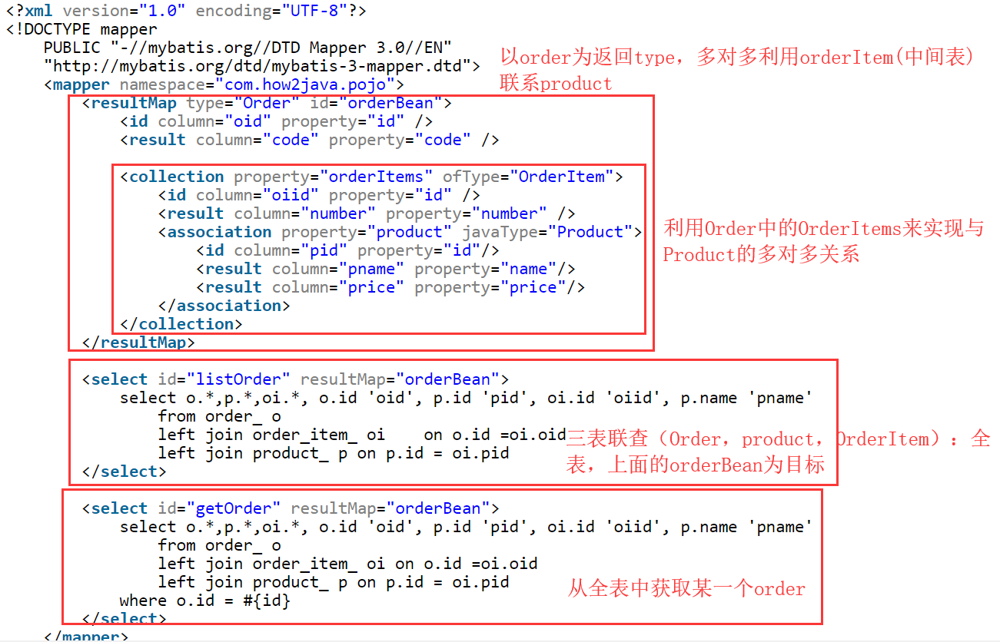 <?xml version="1.0" encoding="UTF-8"?>
<!DOCTYPE mapper
PUBLIC "-//mybatis.org//DTD Mapper 3.0//EN"
"http://mybatis.org/dtd/mybatis-3-mapper.dtd">
以order为返回type，多对多利用orderItem(中间表)
联系product
<mapper namespace="com.how2java.pojo">
<resultMap type="Order" id="orderBean">
<id column="oid" property="id" />
<result column="code" property="code" />
<collection property="orderItems" ofType="OrderItem">
<id column="oiid" property="id" />
<result column="number" property="number" />
<association property="product" javaType="Product">
<id column="pid" property="id"/>
<result column="pname" property="name"/>
<result column="price" property="price"/>
</association>
</collection>
</resultMap>
利用Order中的OrderItems来实现与
Product的多对多关系
<select id="listOrder" resultMap="orderBean">
select o.*,p.*,oi.*, o.id 'oid', p.id 'pid', oi.id 'oiid', p.name 'pname'
from order_ o
left join order_item_ oi    on o.id =oi.oid
left join product_ p on p.id = oi.pid
</select>
三表联查（Order，product，OrderItem）：全
表，上面的orderBean为目标
<select id="getOrder" resultMap="orderBean">
select o.*,p.*,oi.*, o.id 'oid', p.id 'pid', oi.id 'oiid', p.name 'pname'
from order_ o
left join order_item_ oi on o.id =oi.oid
left join product_ p on p.id = oi.pid
where o.id = #{id}
</select>
从全表中获取某一个order
</mapper>